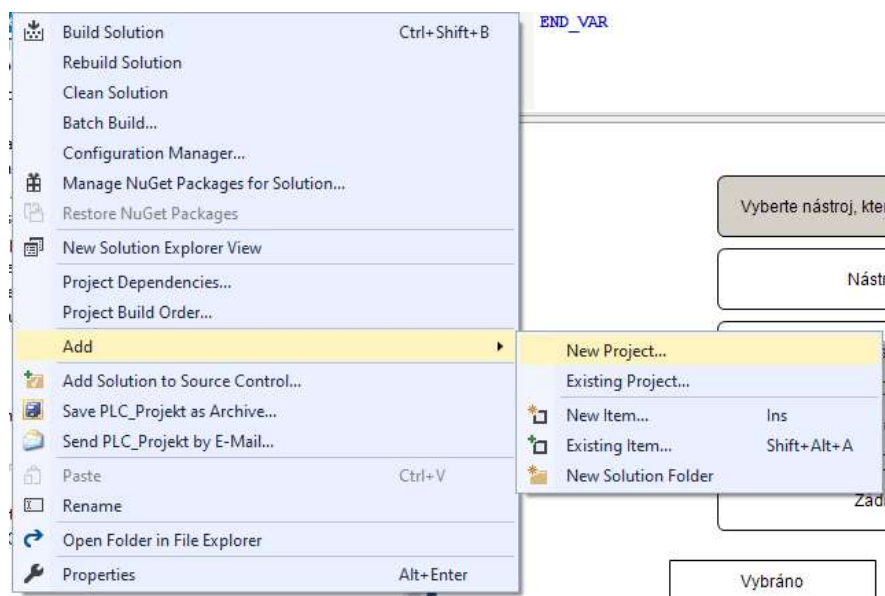 END_VAR
Build Solution Ctrl+Shift+B
Rebuild Solution
Clean Solution
Batch Build...
Configuration Manager...
Manage NuGet Packages for Solution...
Restore NuGet Packages
New Solution Explorer View
Project Dependencies...
Project Build Order...
Add
Add Solution to Source Control...
Save PLC_Projekt as Archive...
Send PLC_Projekt by E-Mail...
Paste Ctrl+V
Rename
Open Folder in File Explorer
Properties Alt+Enter
New Project...
Existing Project...
New Item... Ins
Existing Item... Shift+Alt+A
New Solution Folder
Vyberte nástroj,
Vybráno